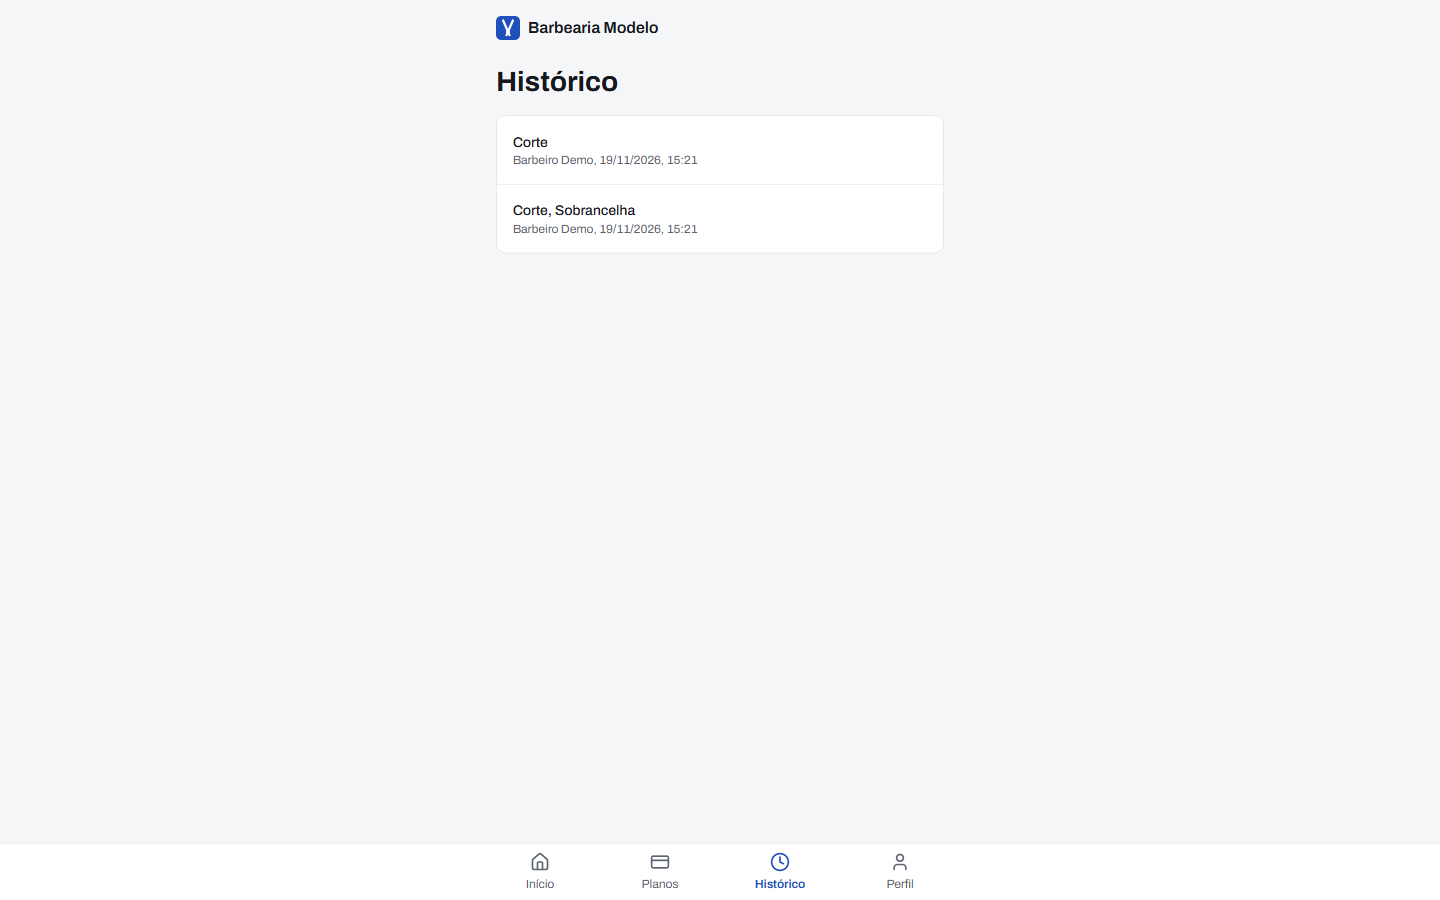 Barbearia Modelo
Histórico
Corte
Barbeiro Demo, 19/11/2026, 15:21
Corte, Sobrancelha
Barbeiro Demo, 19/11/2026, 15:21
Início
Planos
Histórico
Perfil